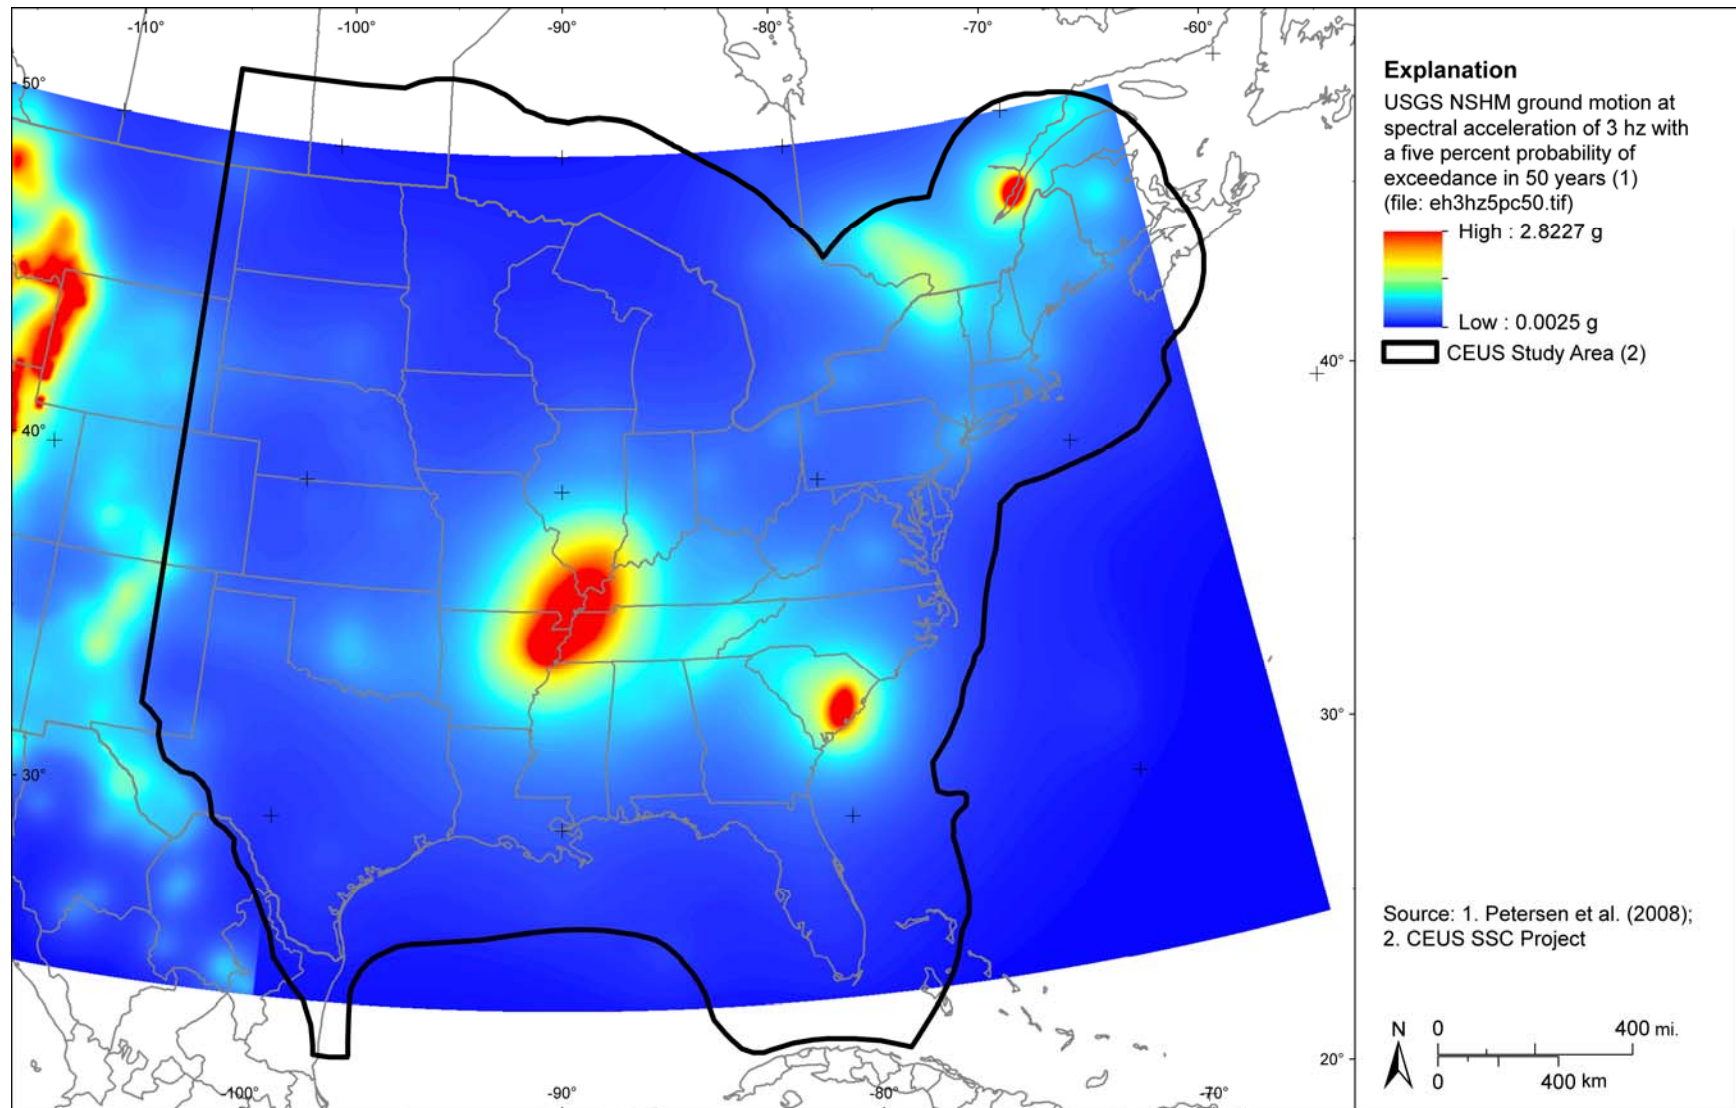 -110°
-100°
-90°
-80°
-70°
-60°
50°
40°
40°
30°
30°
20°
-100°
-90°
-80°
-70°
Explanation
USGS NSHM ground motion at
spectral acceleration of 3 hz with
a five percent probability of
exceedance in 50 years (1)
(file: eh3hz5pc50.tif)
High : 2.8227 g
Low : 0.0025 g
CEUS Study Area (2)
Source: 1. Petersen et al. (2008);
2. CEUS SSC Project
N
0 400 mi.
0 400 km